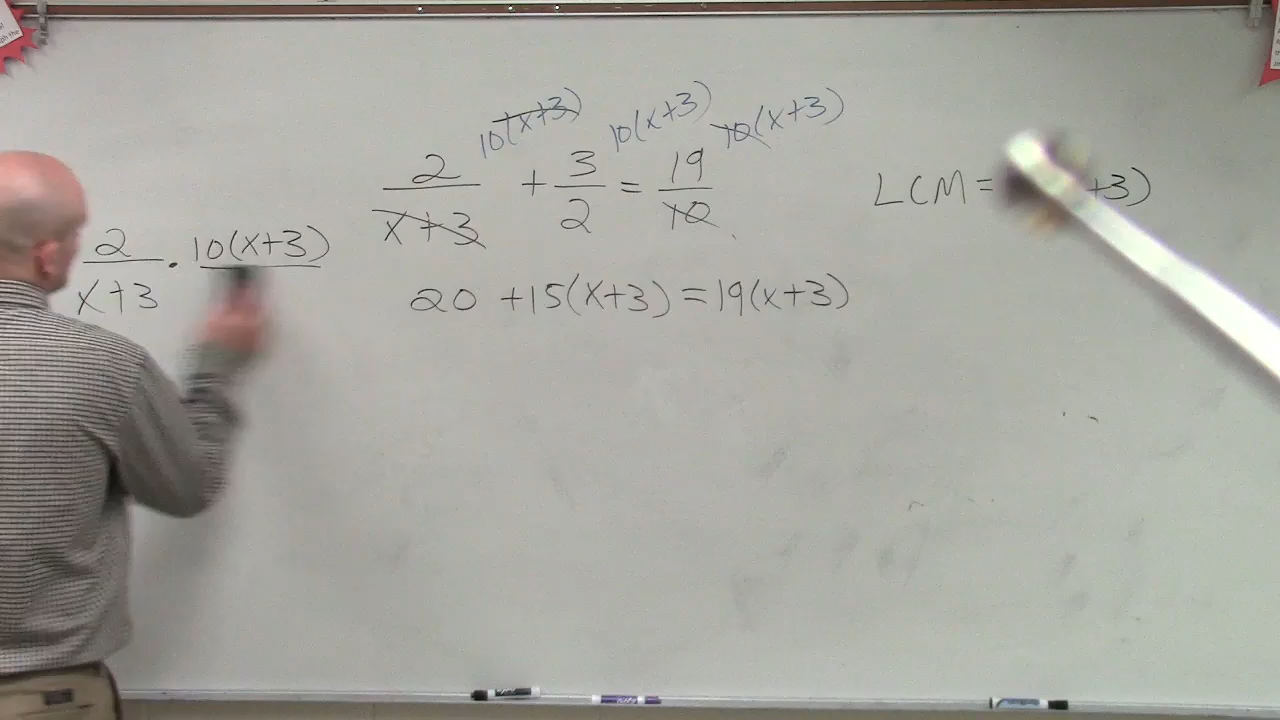 10(x+3) 10(x+3) 10(x+3)
2/(x+3) + 3/2 = 19/10
LCM = +3)
2/(x+3) · 10(x+3)
20 + 15(x+3) = 19(x+3)